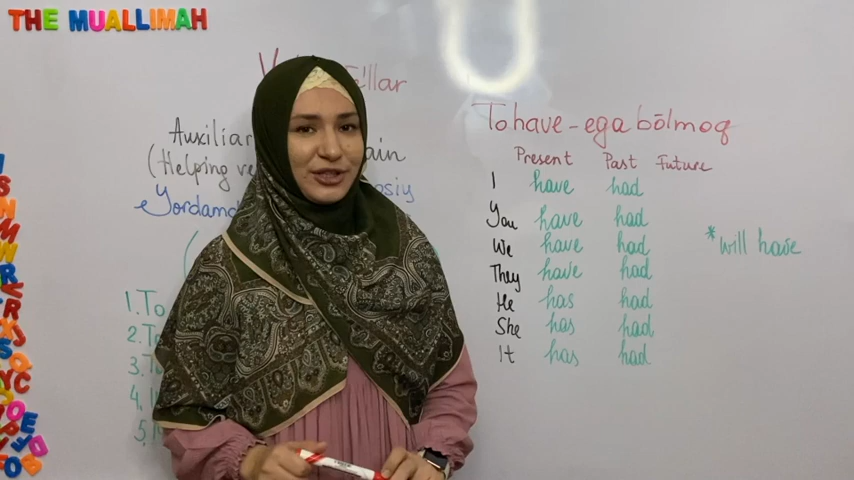 THE MUALLIMAH
Fe'llar
Auxiliar ain
(Helping ve
Yordamc osiy
1. To
2. T
3. T
4.
5.
To have - ega bōlmoq
Present Past Future
I have had
You have had
We have had *will have
They have had
He has had
She has had
It has had